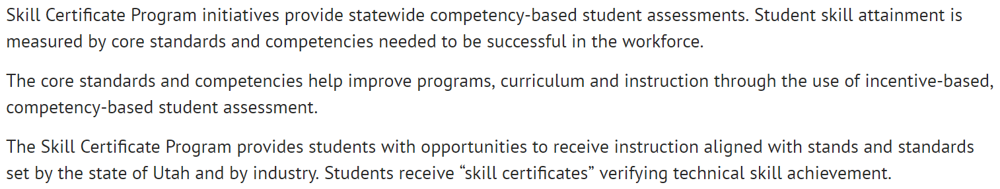 Skill Certificate Program initiatives provide statewide competency-based student assessments. Student skill attainment is
measured by core standards and competencies needed to be successful in the workforce.
The core standards and competencies help improve programs, curriculum and instruction through the use of incentive-based,
competency-based student assessment.
The Skill Certificate Program provides students with opportunities to receive instruction aligned with stands and standards
set by the state of Utah and by industry. Students receive “skill certificates” verifying technical skill achievement.